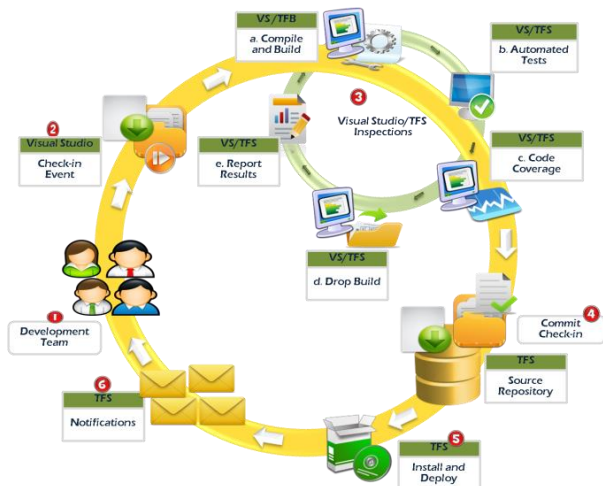 VS/TFB
a. Compile
and Build
VS/TFS
b. Automated
Tests
2
Visual Studio
Check-in
Event
3
Visual Studio/TFS
Inspections
VS/TFS
e. Report
Results
VS/TFS
c. Code
Coverage
VS/TFS
d. Drop Build
1
Development
Team
4
Commit
Check-in
TFS
Source
Repository
6
TFS
Notifications
5
TFS
Install and
Deploy